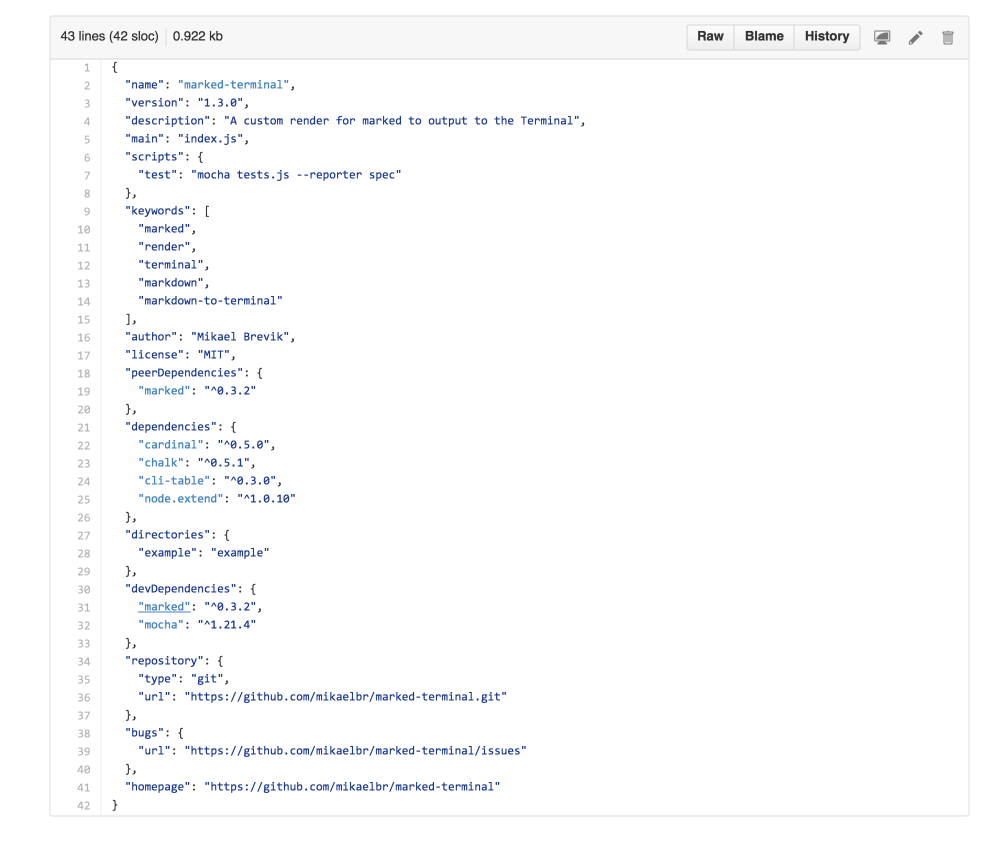 43 lines (42 sloc) 0.922 kb Raw Blame History
1 {
2 "name": "marked-terminal",
3 "version": "1.3.0",
4 "description": "A custom render for marked to output to the Terminal",
5 "main": "index.js",
6 "scripts": {
7 "test": "mocha tests.js --reporter spec"
8 },
9 "keywords": [
10 "marked",
11 "render",
12 "terminal",
13 "markdown",
14 "markdown-to-terminal"
15 ],
16 "author": "Mikael Brevik",
17 "license": "MIT",
18 "peerDependencies": {
19 "marked": "^0.3.2"
20 },
21 "dependencies": {
22 "cardinal": "^0.5.0",
23 "chalk": "^0.5.1",
24 "cli-table": "^0.3.0",
25 "node.extend": "^1.0.10"
26 },
27 "directories": {
28 "example": "example"
29 },
30 "devDependencies": {
31 "marked": "^0.3.2",
32 "mocha": "^1.21.4"
33 },
34 "repository": {
35 "type": "git",
36 "url": "https://github.com/mikaelbr/marked-terminal.git"
37 },
38 "bugs": {
39 "url": "https://github.com/mikaelbr/marked-terminal/issues"
40 },
41 "homepage": "https://github.com/mikaelbr/marked-terminal"
42 }